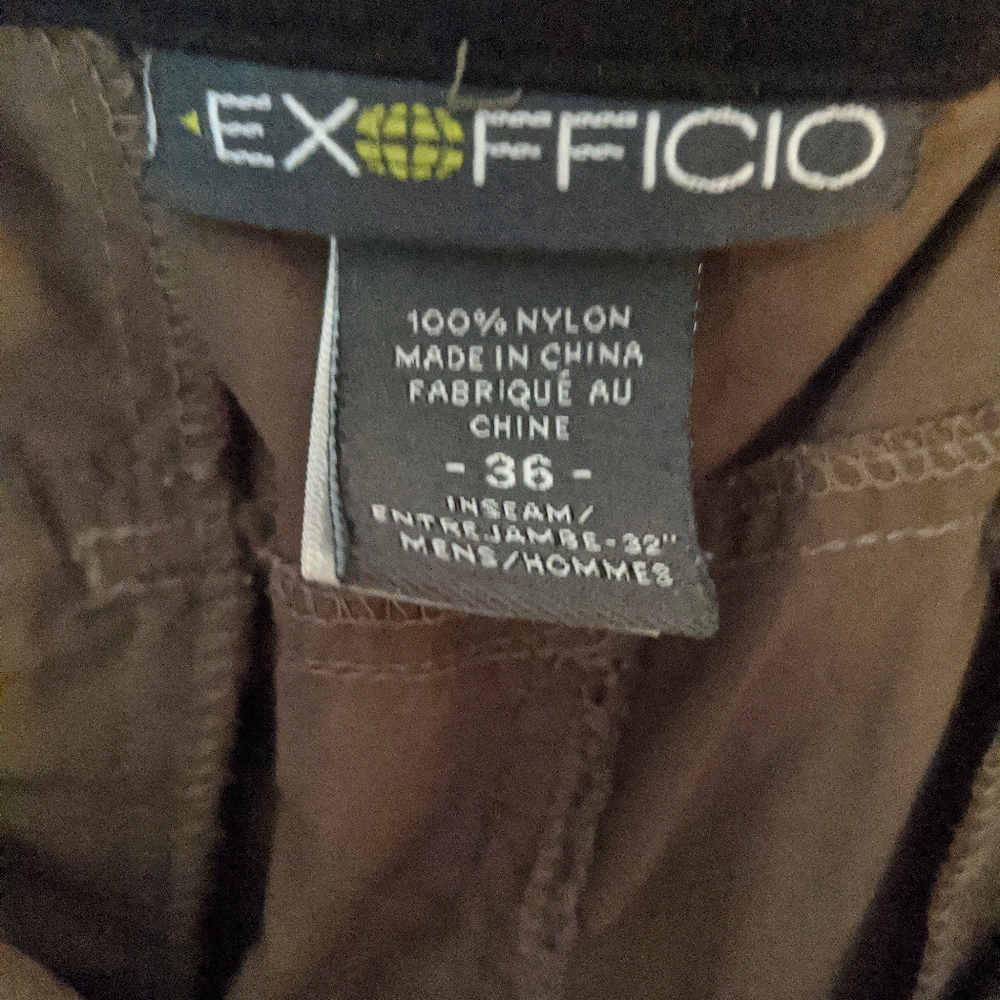 EXOFFICIO
100% NYLON
MADE IN CHINA
FABRIQUÉ AU
CHINE
- 36 -
INSEAM/
ENTREJAMBE-32"
MENS/HOMMES